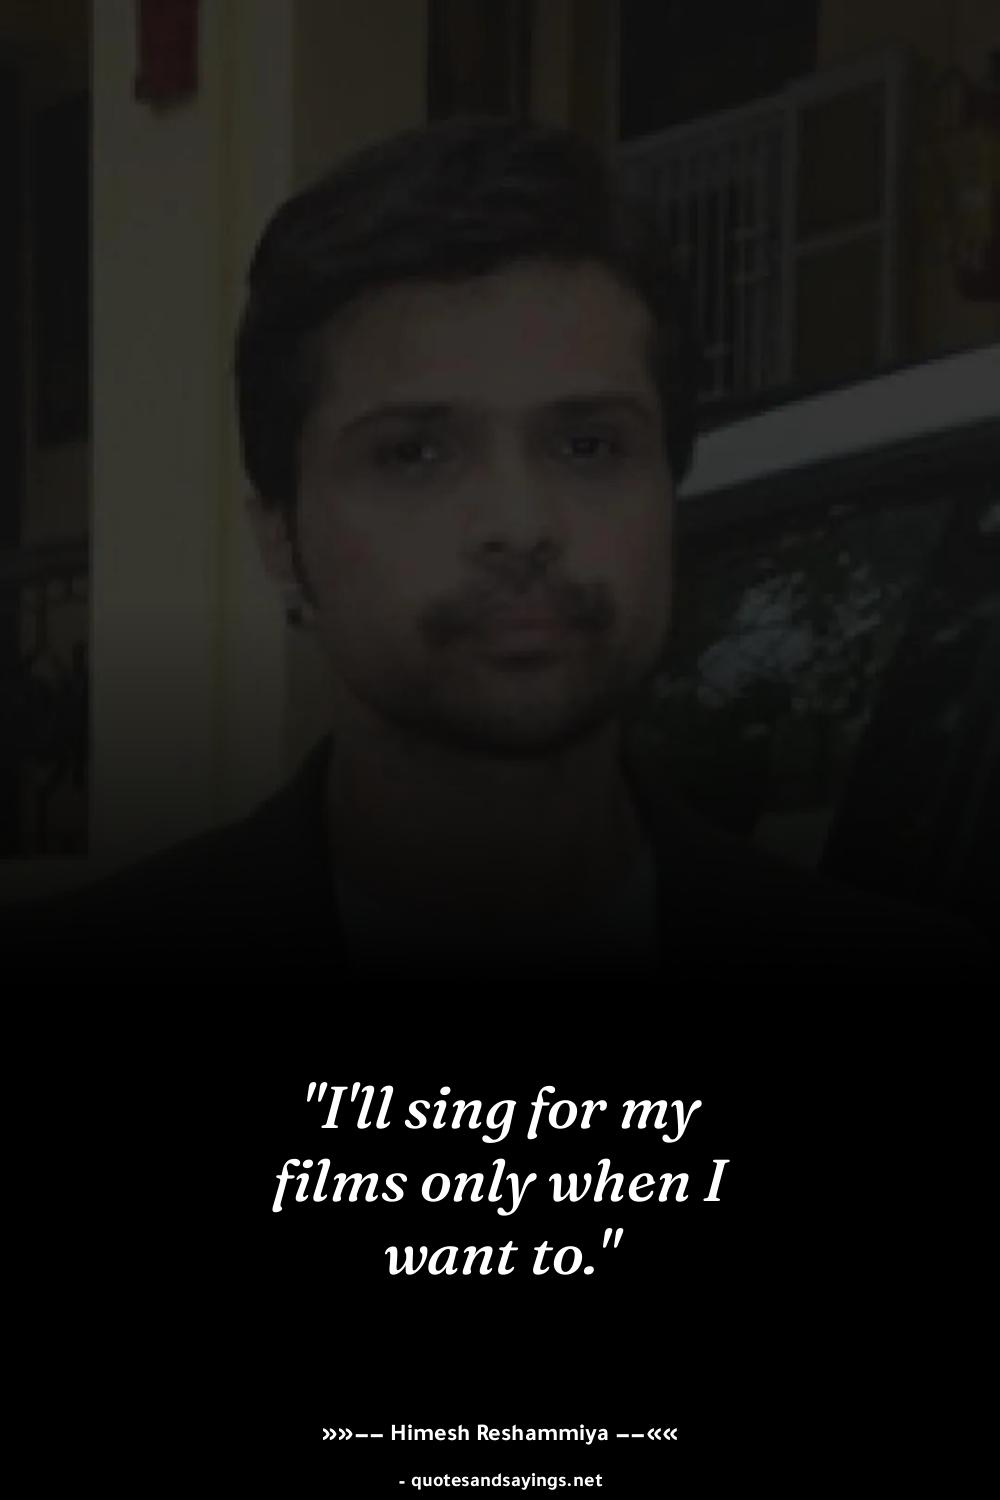 "I'll sing for my
films only when I
want to."
»»−− Himesh Reshammiya −−««
- quotesandsayings.net